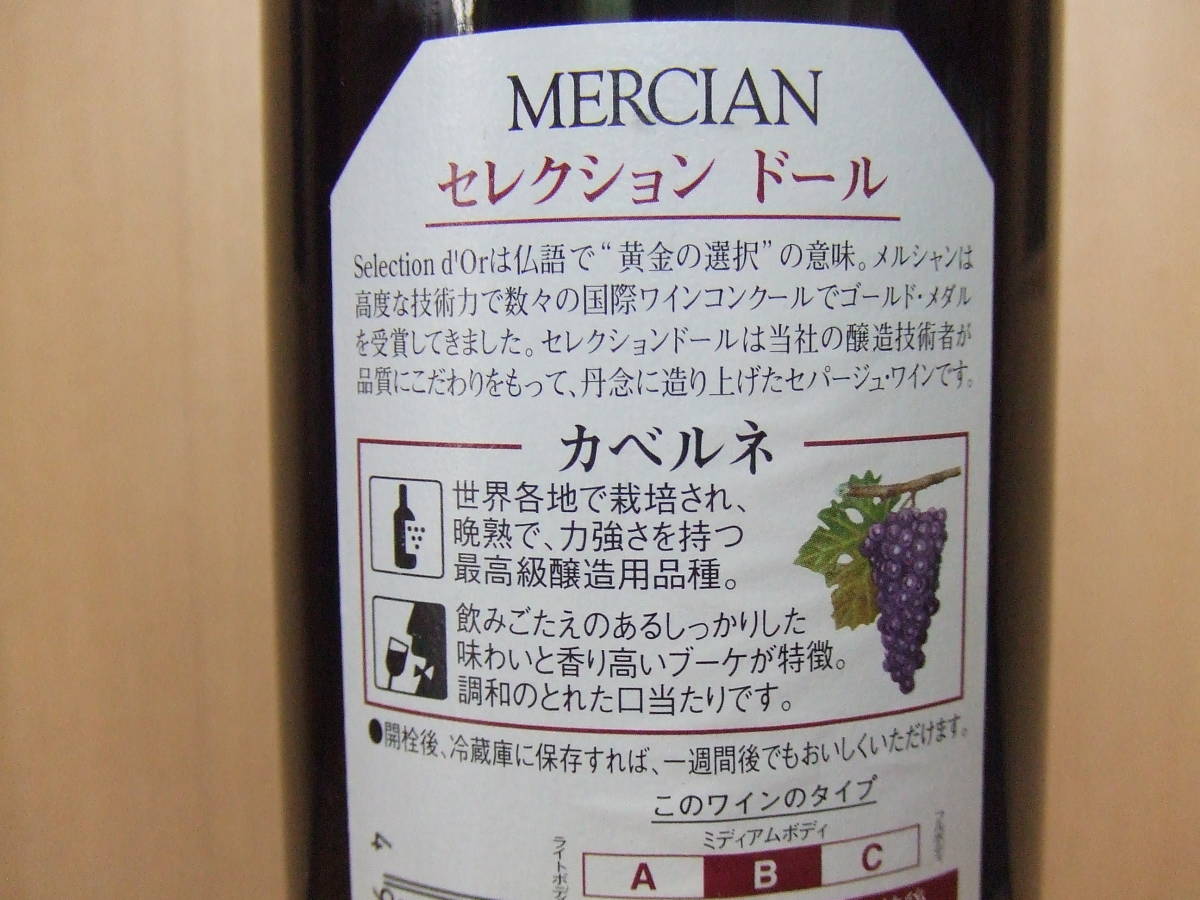 MERCIAN
セレクション ドール
Selection d'Orは仏語で“黄金の選択”の意味。メルシャンは
高度な技術力で数々の国際ワインコンクールでゴールド・メダル
を受賞してきました。セレクションドールは当社の醸造技術者が
品質にこだわりをもって、丹念に造り上げたセパージュ・ワインです。
カベルネ
世界各地で栽培され、
晩熟で、力強さを持つ
最高級醸造用品種。
飲みごたえのあるしっかりした
味わいと香り高いブーケが特徴。
調和のとれた口当たりです。
●開栓後、冷蔵庫に保存すれば、一週間後でもおいしくいただけます。
このワインのタイプ
ミディアムボディ
ライトボデ
A B C
4